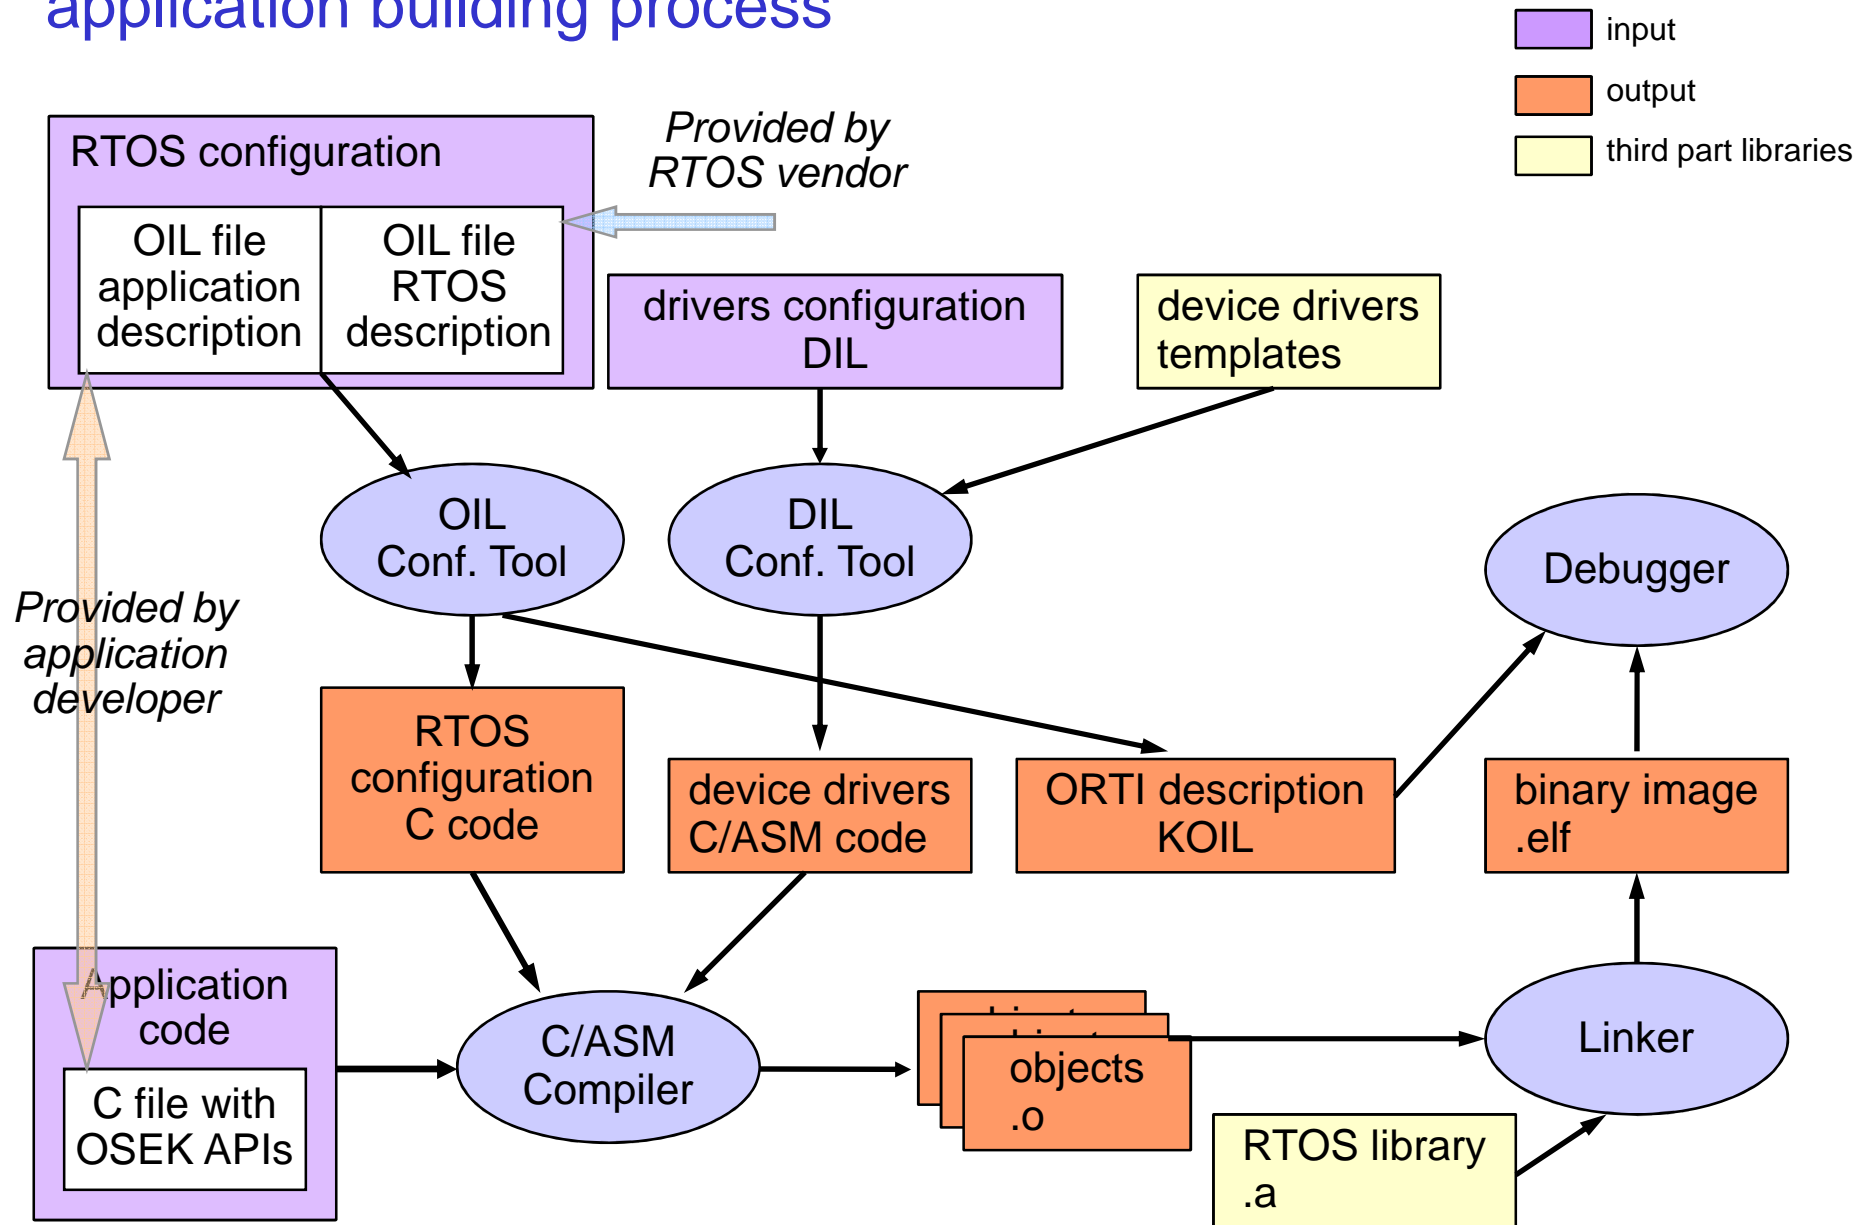 application building process
input
output
third part libraries
RTOS configuration
Provided by
RTOS vendor
OIL file
application
description
OIL file
RTOS
description
drivers configuration
DIL
device drivers
templates
OIL
Conf. Tool
DIL
Conf. Tool
Debugger
Provided by
application
developer
RTOS
configuration
C code
device drivers
C/ASM code
ORTI description
KOIL
binary image
.elf
Application
code
C file with
OSEK APIs
C/ASM
Compiler
objects
.o
Linker
RTOS library
.a